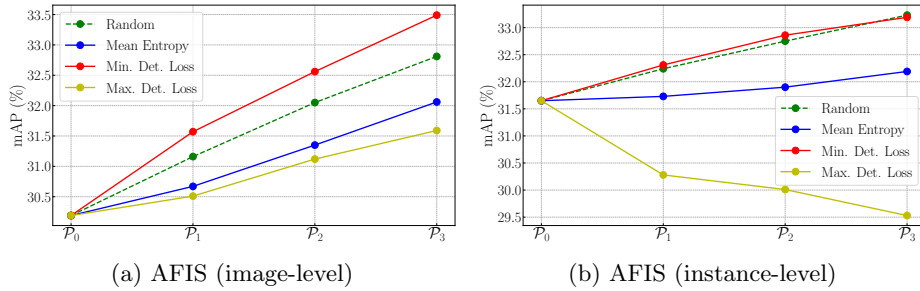 33.5
33.0
32.5
32.0
31.5
31.0
30.5
mAP (%)
Random
Mean Entropy
Min. Det. Loss
Max. Det. Loss
P₀ P₁ P₂ P₃
(a) AFIS (image-level)
33.0
32.5
32.0
31.5
31.0
30.5
30.0
29.5
mAP (%)
Random
Mean Entropy
Min. Det. Loss
Max. Det. Loss
P₀ P₁ P₂ P₃
(b) AFIS (instance-level)